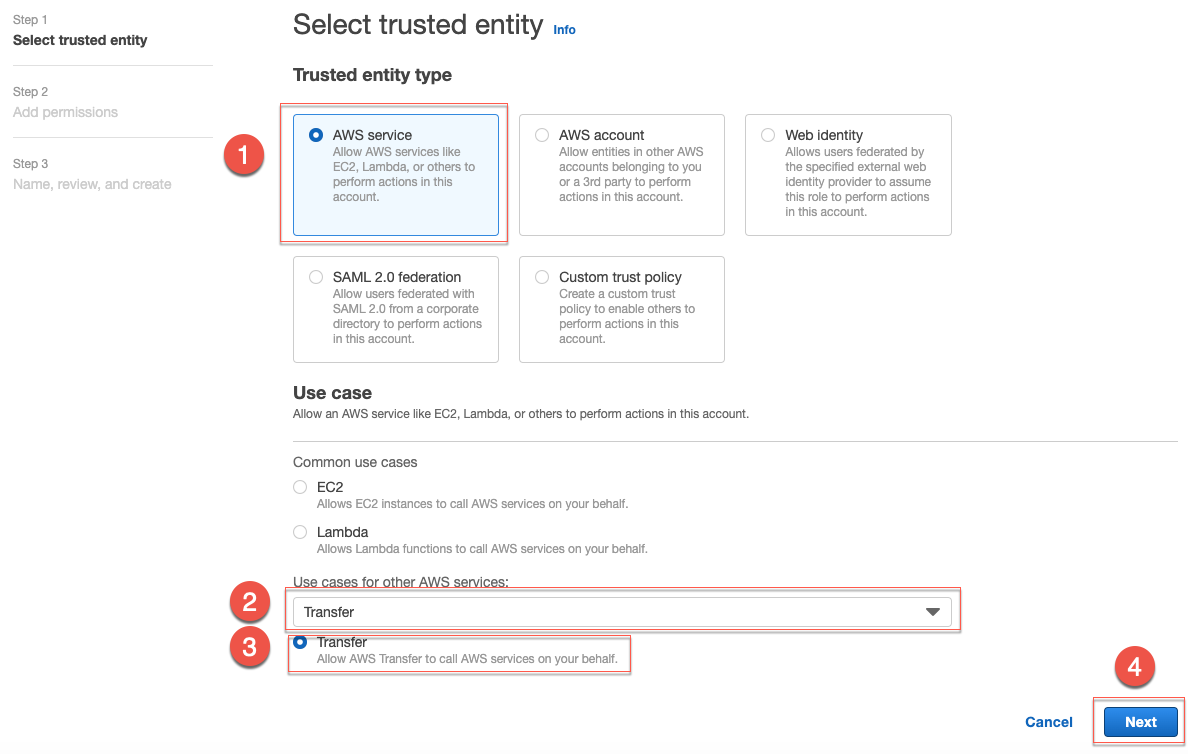 Step 1
Select trusted entity
Step 2
Add permissions
Step 3
Name, review, and create
Select trusted entity Info
Trusted entity type
1
AWS service
Allow AWS services like
EC2, Lambda, or others to
perform actions in this
account.
AWS account
Allow entities in other AWS
accounts belonging to you
or a 3rd party to perform
actions in this account.
Web identity
Allows users federated by
the specified external web
identity provider to assume
this role to perform actions
in this account.
SAML 2.0 federation
Allow users federated with
SAML 2.0 from a corporate
directory to perform actions
in this account.
Custom trust policy
Create a custom trust
policy to enable others to
perform actions in this
account.
Use case
Allow an AWS service like EC2, Lambda, or others to perform actions in this account.
Common use cases
EC2
Allows EC2 instances to call AWS services on your behalf.
Lambda
Allows Lambda functions to call AWS services on your behalf.
Use cases for other AWS services:
2
Transfer
3
Transfer
Allow AWS Transfer to call AWS services on your behalf.
4
Cancel
Next